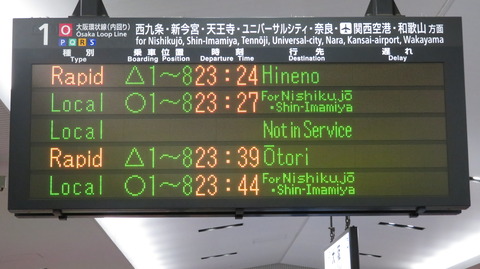 1 O 大阪環状線(内回り) 西九条・新今宮・天王寺・ユニバーサルシティ・奈良・関西空港・和歌山 方面
Osaka Loop Line for Nishikujō, Shin-Imamiya, Tennōji, Universal-city, Nara, Kansai-airport, Wakayama
P Q R S
種別 乗車位置 時刻 行先 遅れ
Type Boarding Position Departure Time Destination Delay
Rapid △1～8 23:24 Hineno
Local ○1～8 23:27 For Nishikujō
・Shin-Imamiya
Local Not in Service
Rapid △1～8 23:39 Ōtori
Local ○1～8 23:44 For Nishikujō
・Shin-Imamiya